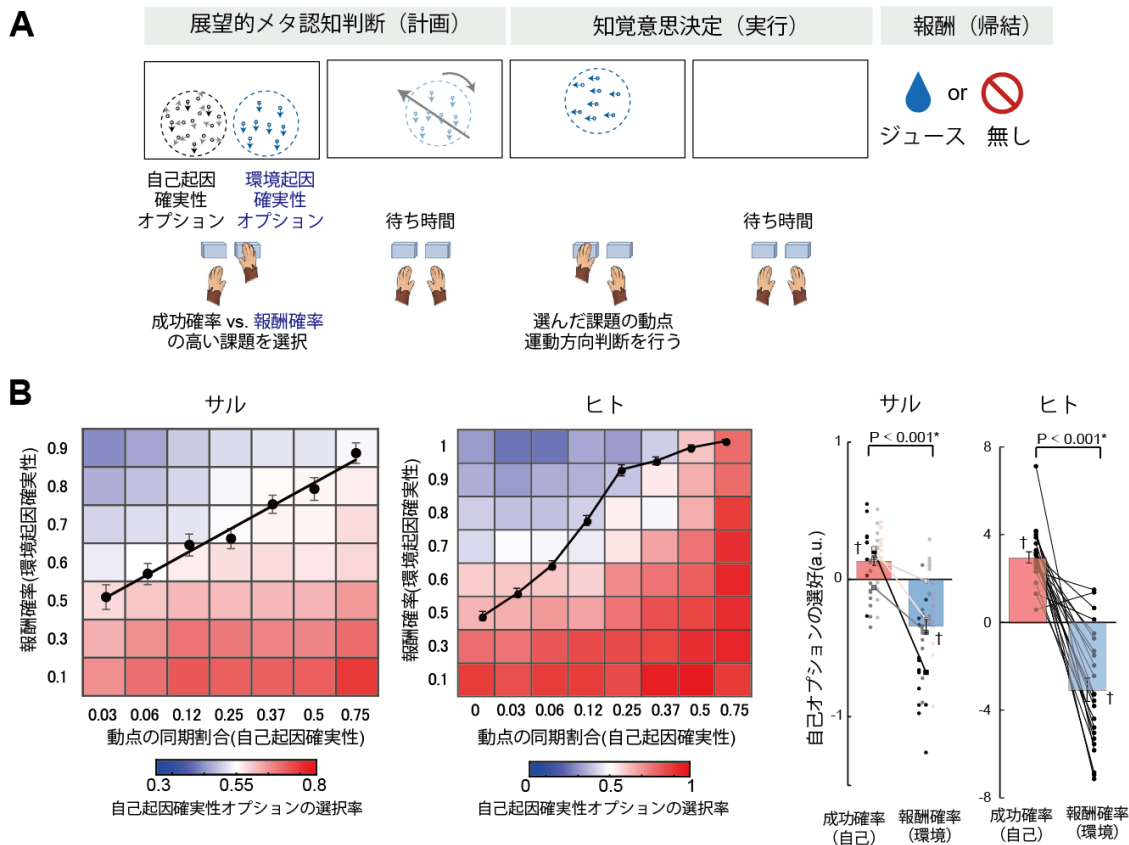 A
展望的メタ認知判断（計画）
知覚意思決定（実行）
報酬（帰結）
or
ジュース 無し
自己起因
確実性
オプション
環境起因
確実性
オプション
待ち時間
待ち時間
成功確率 vs. 報酬確率
の高い課題を選択
選んだ課題の動点
運動方向判断を行う
B
サル
報酬確率(環境起因確実性)
0.9
0.8
0.7
0.6
0.5
0.3
0.1
0.03 0.06 0.12 0.25 0.37 0.5 0.75
動点の同期割合(自己起因確実性)
0.3 0.55 0.8
自己起因確実性オプションの選択率
ヒト
報酬確率(環境起因確実性)
1
0.9
0.8
0.7
0.6
0.5
0.3
0.1
0 0.03 0.06 0.12 0.25 0.37 0.5 0.75
動点の同期割合(自己起因確実性)
0 0.5 1
自己起因確実性オプションの選択率
サル
P < 0.001*
自己オプションの選好(a.u.)
1
0
-1
†
†
成功確率
（自己）
報酬確率
（環境）
ヒト
P < 0.001*
8
4
0
-4
-8
†
†
成功確率
（自己）
報酬確率
（環境）